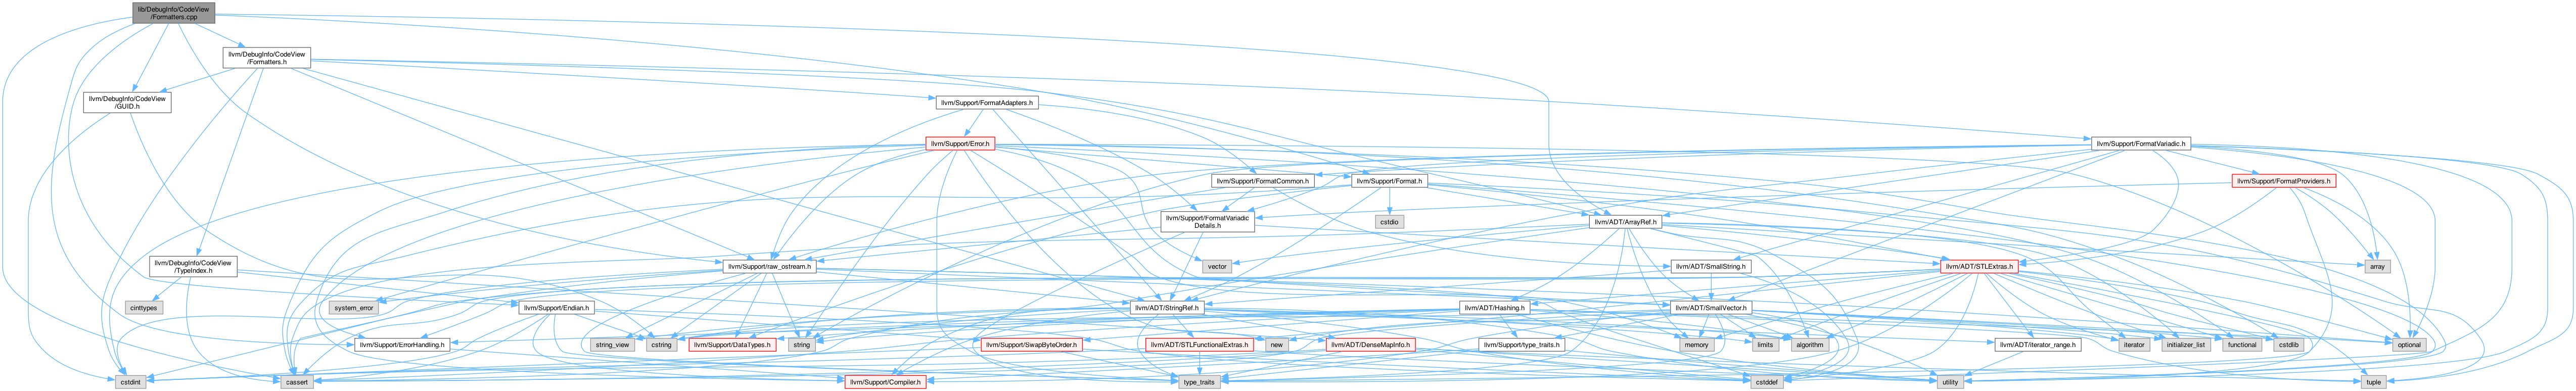 lib/DebugInfo/CodeView
/Formatters.cpp
llvm/DebugInfo/CodeView
/Formatters.h
llvm/DebugInfo/CodeView
/GUID.h
llvm/Support/FormatAdapters.h
llvm/Support/Error.h
llvm/Support/FormatVariadic.h
llvm/Support/FormatCommon.h
llvm/Support/Format.h
llvm/Support/FormatProviders.h
llvm/Support/FormatVariadic
Details.h
cstdio
llvm/ADT/ArrayRef.h
llvm/DebugInfo/CodeView
/TypeIndex.h
llvm/Support/raw_ostream.h
vector
llvm/ADT/SmallString.h
llvm/ADT/STLExtras.h
array
cinttypes
system_error
llvm/Support/Endian.h
llvm/ADT/StringRef.h
llvm/ADT/Hashing.h
llvm/ADT/SmallVector.h
llvm/Support/ErrorHandling.h
string_view
cstring
llvm/Support/DataTypes.h
string
llvm/Support/SwapByteOrder.h
llvm/ADT/STLFunctionalExtras.h
new
llvm/ADT/DenseMapInfo.h
llvm/Support/type_traits.h
memory
limits
algorithm
llvm/ADT/iterator_range.h
iterator
initializer_list
functional
cstdlib
optional
cstdint
cassert
llvm/Support/Compiler.h
type_traits
cstddef
utility
tuple